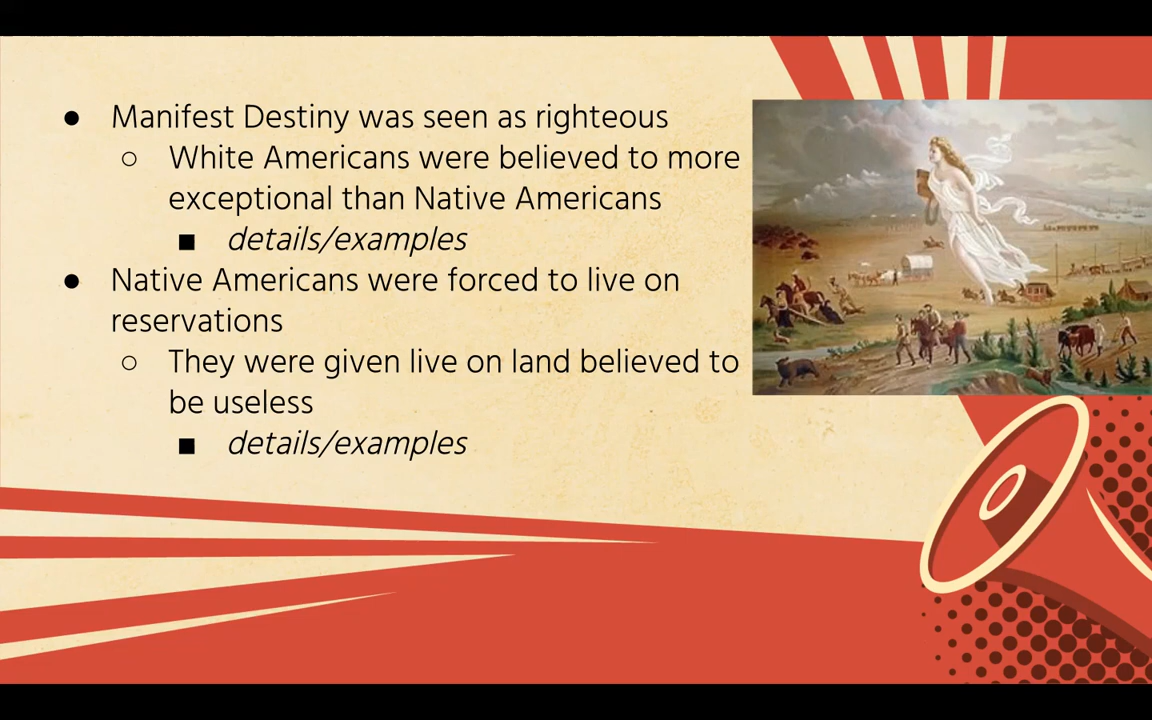 ● Manifest Destiny was seen as righteous
○ White Americans were believed to more
exceptional than Native Americans
■ details/examples
● Native Americans were forced to live on
reservations
○ They were given live on land believed to
be useless
■ details/examples